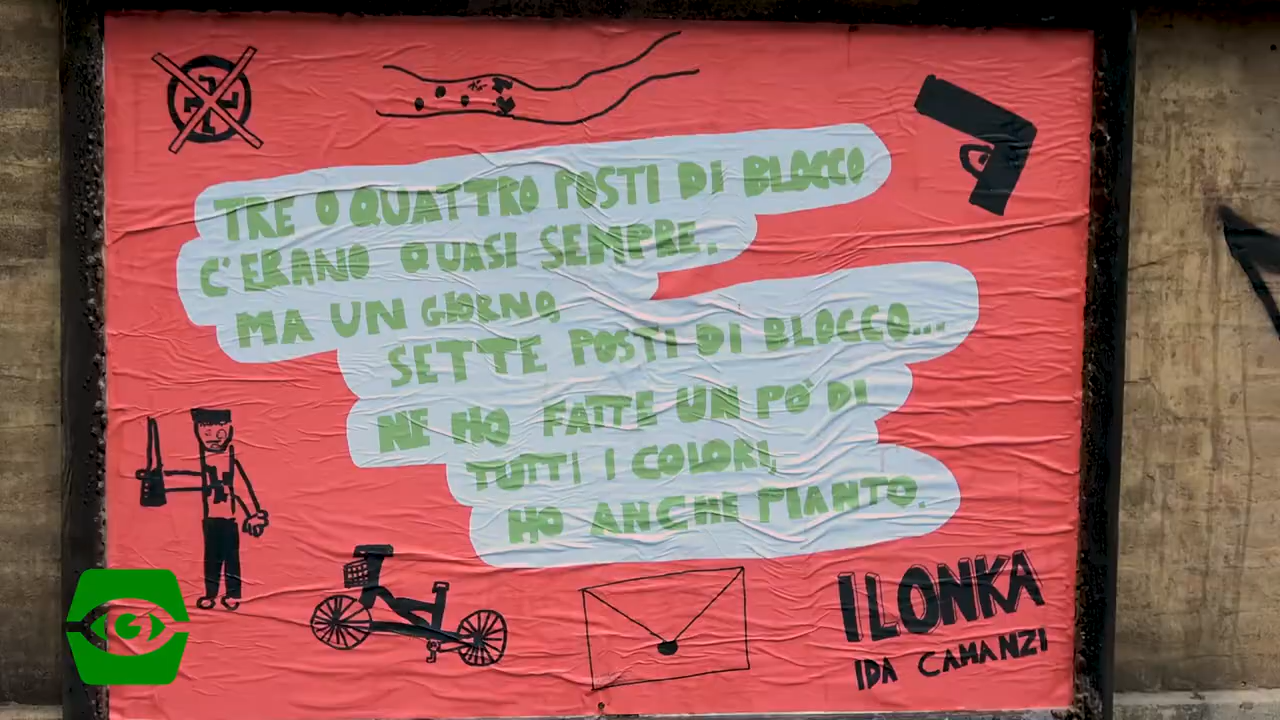 TRE O QUATTRO POSTI DI BLOCCO
C'ERANO QUASI SEMPRE.
MA UN GIORNO,
SETTE POSTI DI BLOCCO...
NE HO FATTE UN PÒ DI
TUTTI I COLORI,
HO ANCHE PIANTO.
ILONKA
IDA CAMANZI